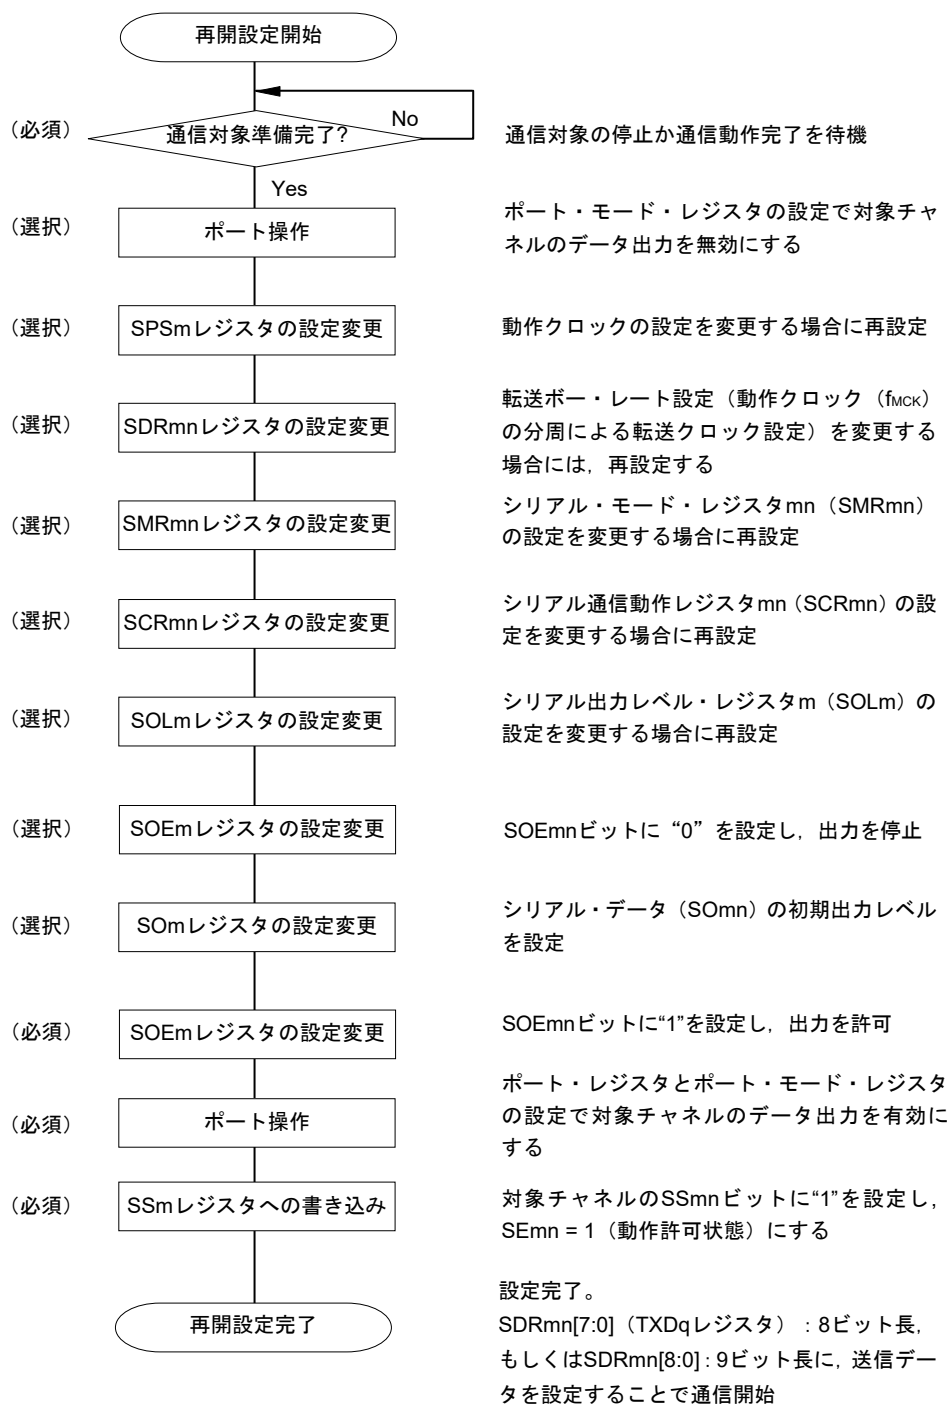 再開設定開始
No
(必須)
通信対象準備完了?
通信対象の停止か通信動作完了を待機
Yes
(選択)
ポート操作
ポート・モード・レジスタの設定で対象チャ
ネルのデータ出力を無効にする
(選択)
SPSmレジスタの設定変更
動作クロックの設定を変更する場合に再設定
(選択)
SDRmnレジスタの設定変更
転送ボー・レート設定（動作クロック（fMCK）
の分周による転送クロック設定）を変更する
場合には，再設定する
(選択)
SMRmnレジスタの設定変更
シリアル・モード・レジスタmn（SMRmn）
の設定を変更する場合に再設定
(選択)
SCRmnレジスタの設定変更
シリアル通信動作レジスタmn（SCRmn）の設
定を変更する場合に再設定
(選択)
SOLmレジスタの設定変更
シリアル出力レベル・レジスタm（SOLm）の
設定を変更する場合に再設定
(選択)
SOEmレジスタの設定変更
SOEmnビットに“0”を設定し，出力を停止
(選択)
SOmレジスタの設定変更
シリアル・データ（SOmn）の初期出力レベル
を設定
(必須)
SOEmレジスタの設定変更
SOEmnビットに“1”を設定し，出力を許可
(必須)
ポート操作
ポート・レジスタとポート・モード・レジスタ
の設定で対象チャネルのデータ出力を有効に
する
(必須)
SSmレジスタへの書き込み
対象チャネルのSSmnビットに“1”を設定し，
SEmn = 1（動作許可状態）にする
再開設定完了
設定完了。
SDRmn[7:0]（TXDqレジスタ）：8ビット長，
もしくはSDRmn[8:0]：9ビット長に，送信デー
タを設定することで通信開始